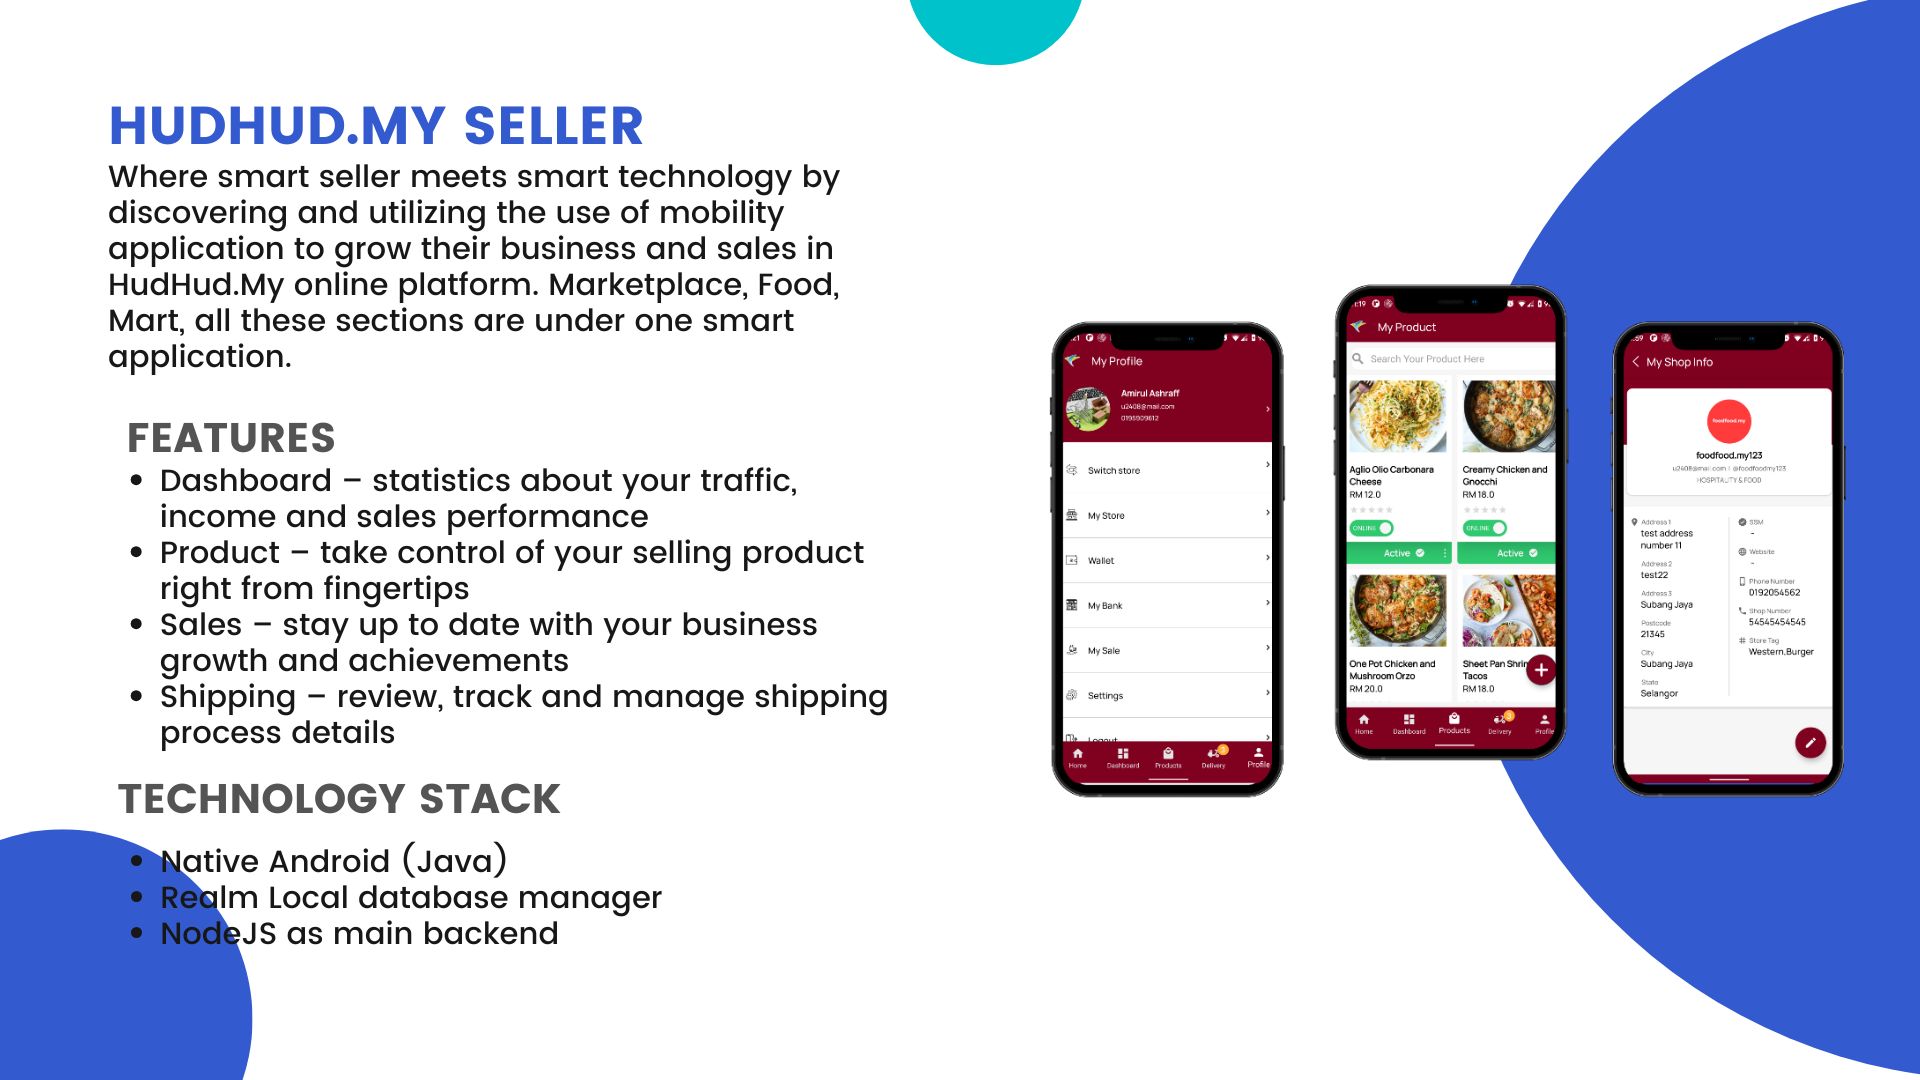 HUDHUD.MY SELLER
Where smart seller meets smart technology by
discovering and utilizing the use of mobility
application to grow their business and sales in
HudHud.My online platform. Marketplace, Food,
Mart, all these sections are under one smart
application.
FEATURES
Dashboard – statistics about your traffic,
income and sales performance
Product – take control of your selling product
right from fingertips
Sales – stay up to date with your business
growth and achievements
Shipping – review, track and manage shipping
process details
TECHNOLOGY STACK
Native Android (Java)
Realm Local database manager
NodeJS as main backend
My Profile
Amirul Ashraff
u2408@mail.com
0195909812
Switch store
My Store
Wallet
My Bank
My Sale
Settings
Logout
Home Dashboard Products Delivery 3 Profile
My Product
Search Your Product Here
Aglio Olio Carbonara
Cheese
RM 12.0
ONLINE
Active
Creamy Chicken and
Gnocchi
RM 18.0
ONLINE
Active
One Pot Chicken and
Mushroom Orzo
RM 20.0
Sheet Pan Shrim
Tacos
RM 18.0
Home Dashboard Products Delivery 3 Profile
My Shop Info
foodfood.my
foodfood.my123
u2408@mail.com | @foodfoodmy123
HOSPITALITY & FOOD
Address 1
test address
number 11
Address 2
test22
Address 3
Subang Jaya
Postcode
21345
City
Subang Jaya
State
Selangor
SSM
-
Website
-
Phone Number
0192054562
Shop Number
54545454545
Store Tag
Western,Burger